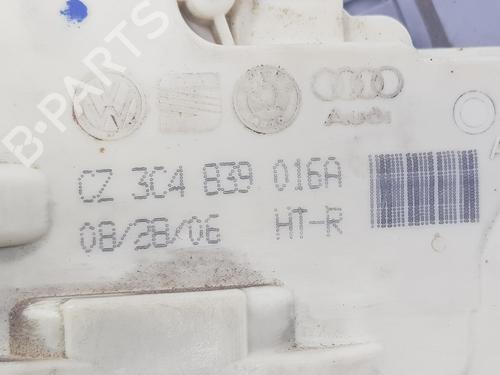 B-PARTS
Audi
CZ 3C4 839 016A
08/28/06 HT-R